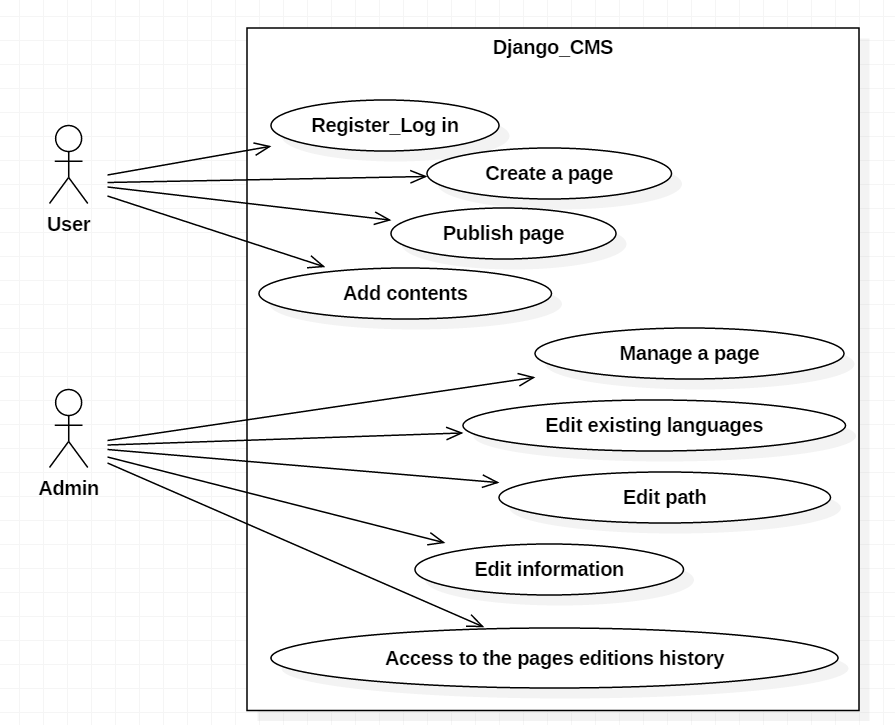 Django_CMS
Register_Log in
Create a page
User
Publish page
Add contents
Manage a page
Edit existing languages
Admin
Edit path
Edit information
Access to the pages editions history